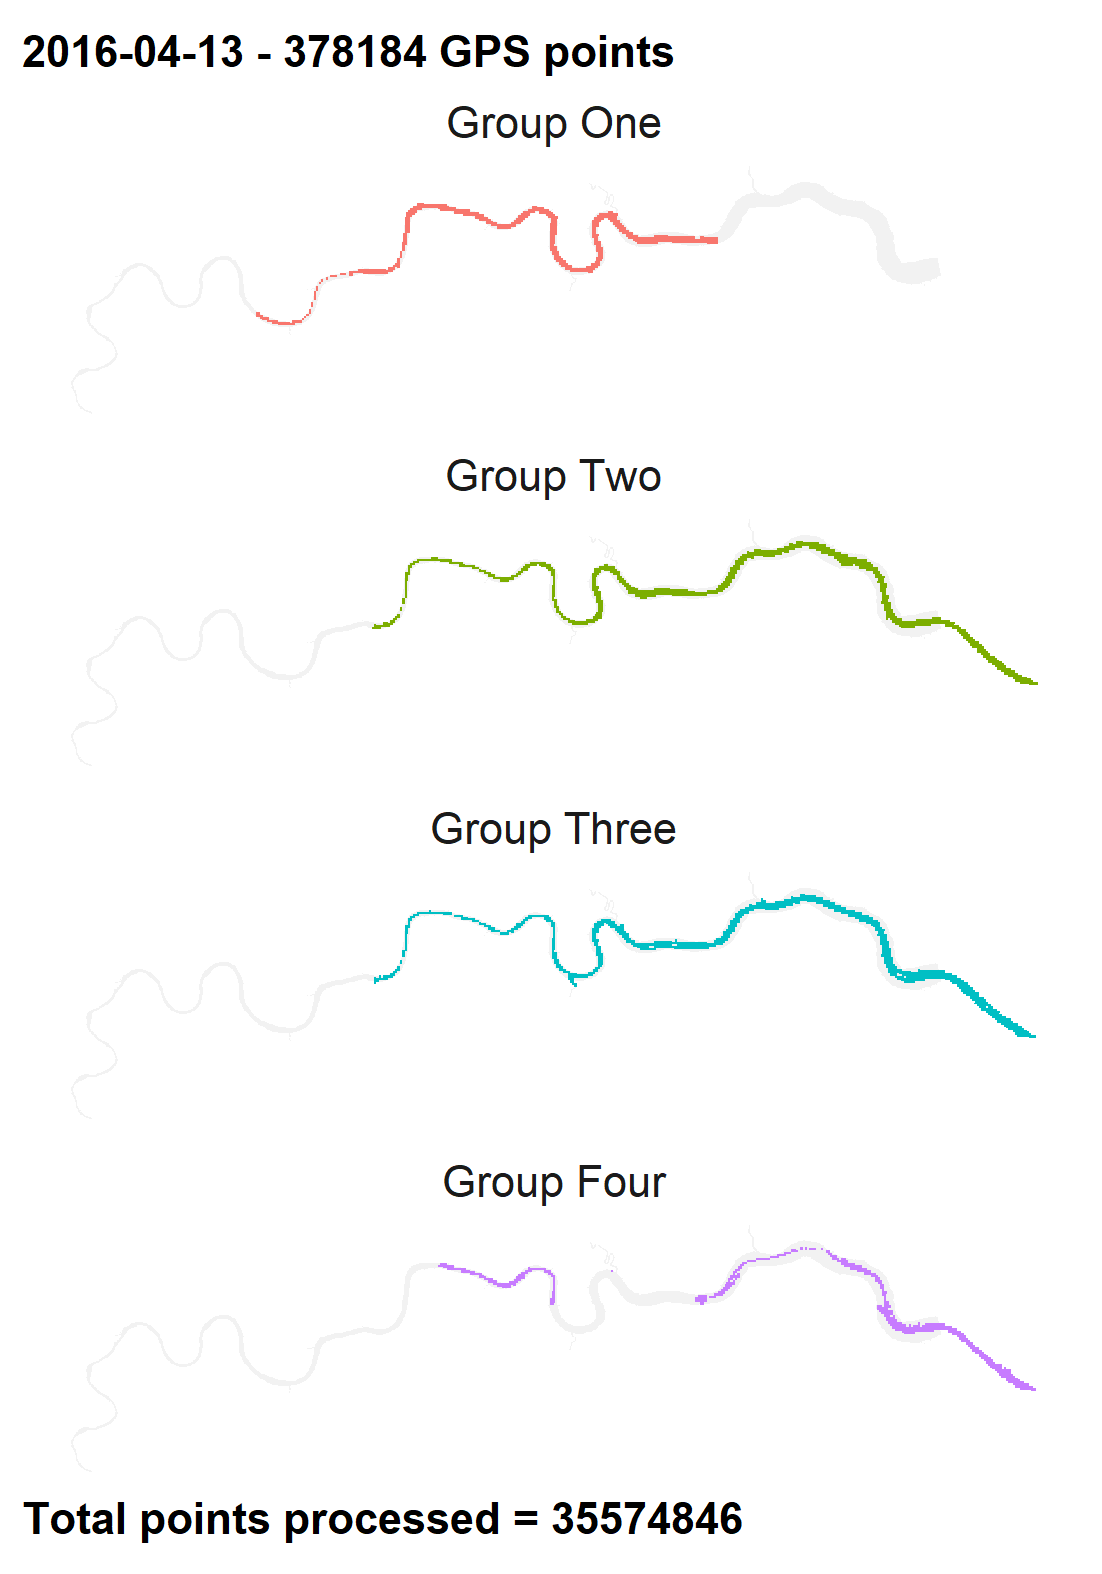 2016-04-13 - 378184 GPS points
Group One
Group Two
Group Three
Group Four
Total points processed = 35574846